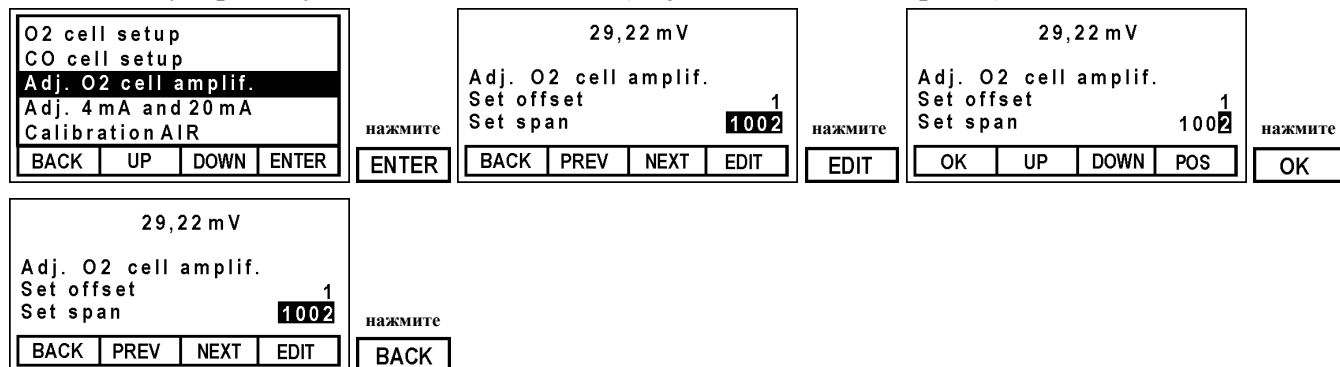 O2 cell setup
CO cell setup
Adj. O2 cell amplif.
Adj. 4 mA and 20 mA
Calibration AIR
BACK UP DOWN ENTER
нажмите
ENTER
29,22 mV
Adj. O2 cell amplif.
Set offset 1
Set span 1002
BACK PREV NEXT EDIT
нажмите
EDIT
29,22 mV
Adj. O2 cell amplif.
Set offset 1
Set span 1002
OK UP DOWN POS
нажмите
OK
29,22 mV
Adj. O2 cell amplif.
Set offset 1
Set span 1002
BACK PREV NEXT EDIT
нажмите
BACK